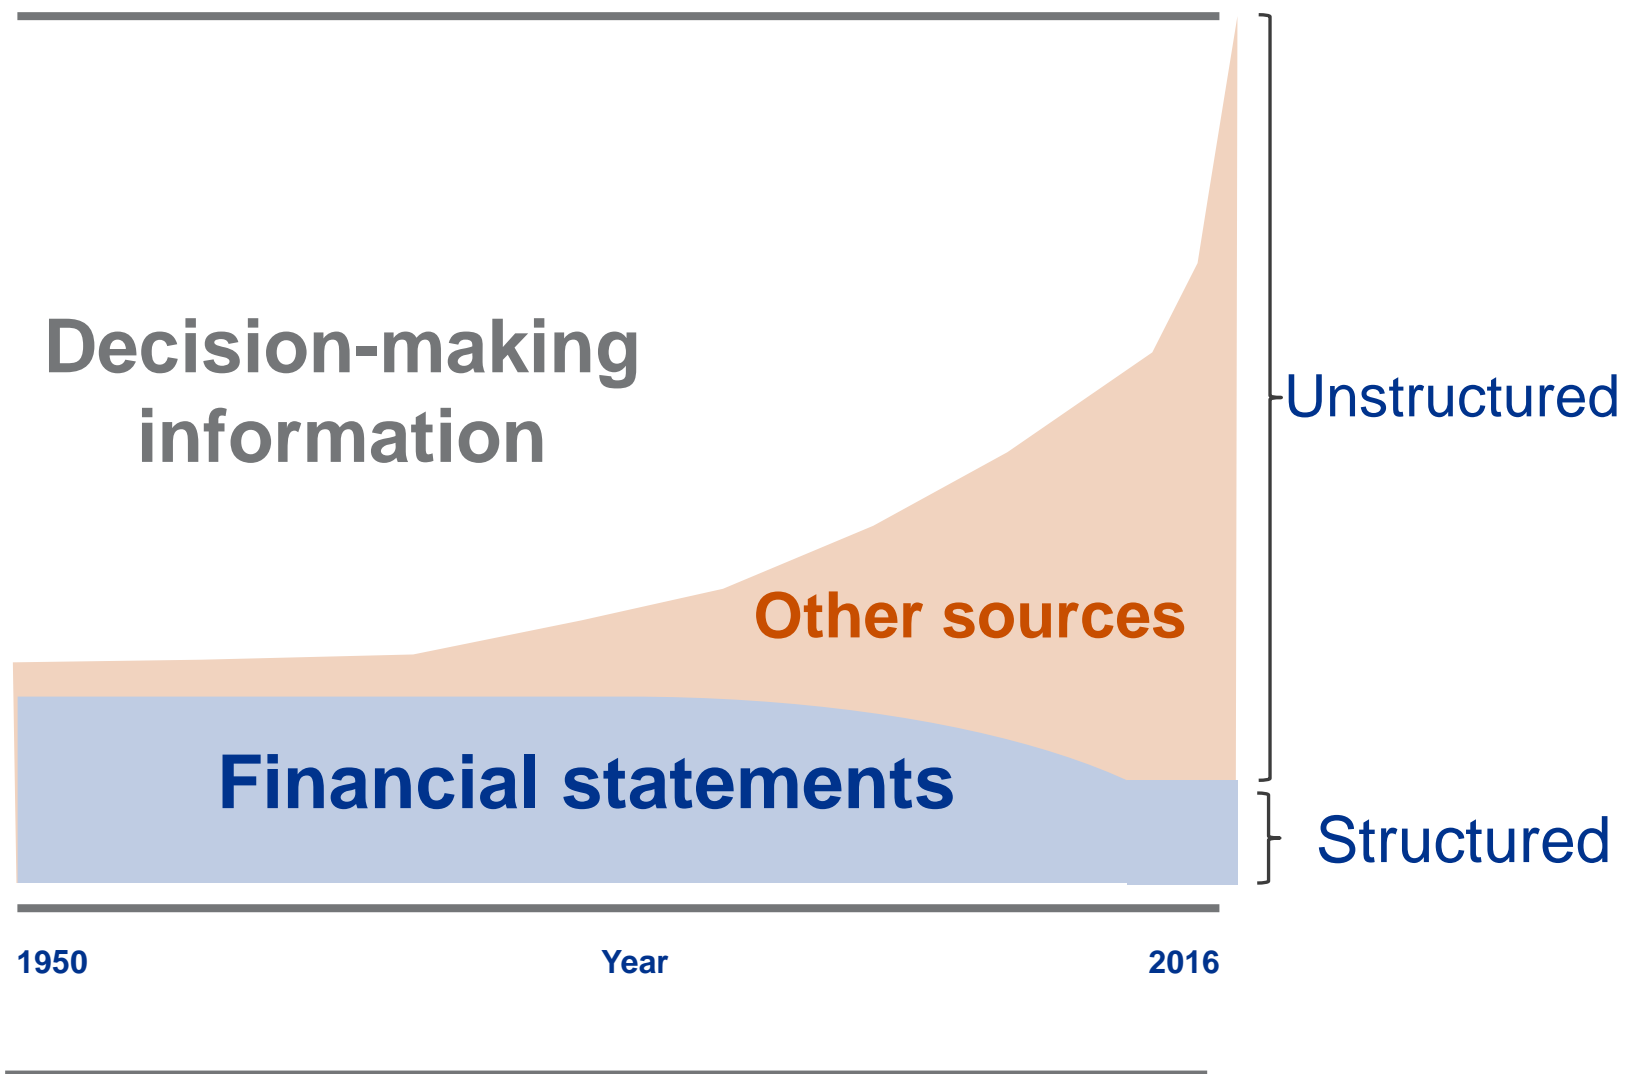 Decision-making
information
Unstructured
Other sources
Financial statements
Structured
1950 Year 2016